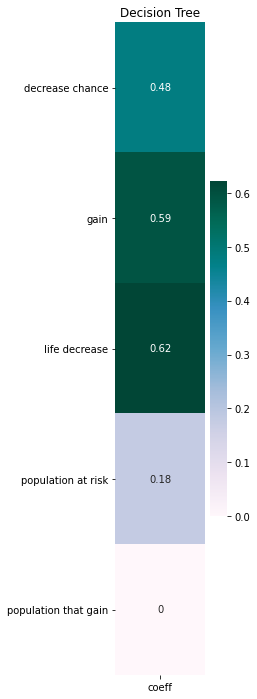 Decision Tree
decrease chance
0.48
gain
0.59
life decrease
0.62
population at risk
0.18
population that gain
0
coeff
0.6
0.5
0.4
0.3
0.2
0.1
0.0